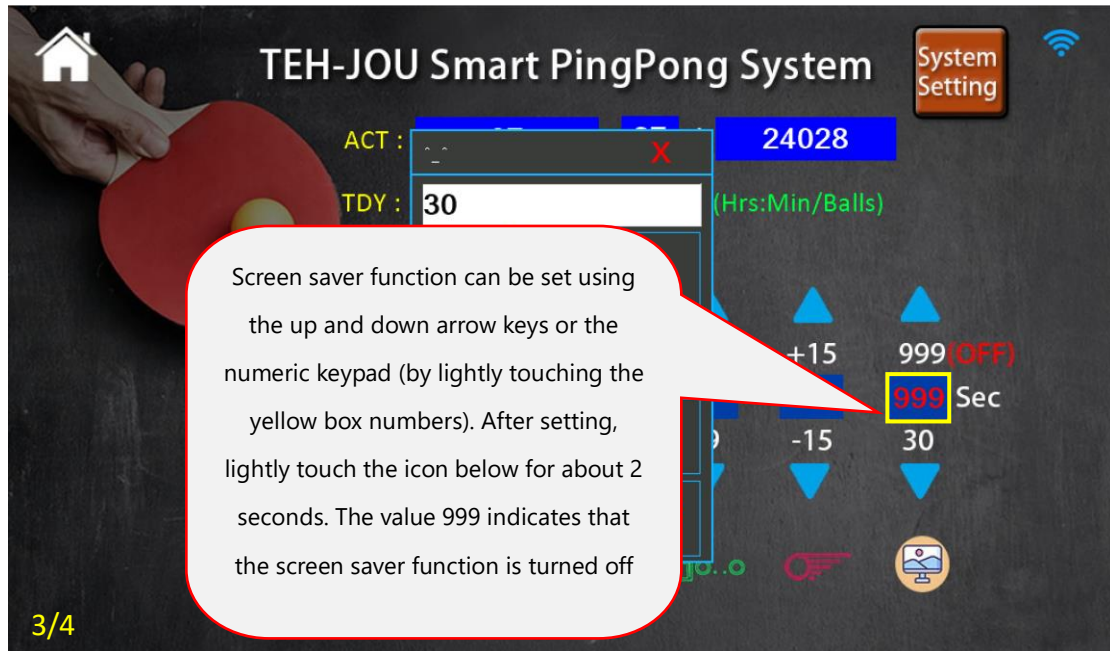 TEH-JOU Smart PingPong System
System
Setting
ACT :
24028
^_^
X
TDY :
30
(Hrs:Min/Balls)
Screen saver function can be set using
the up and down arrow keys or the
numeric keypad (by lightly touching the
yellow box numbers). After setting,
lightly touch the icon below for about 2
seconds. The value 999 indicates that
the screen saver function is turned off
+15
999(OFF)
999 Sec
-15
30
3/4